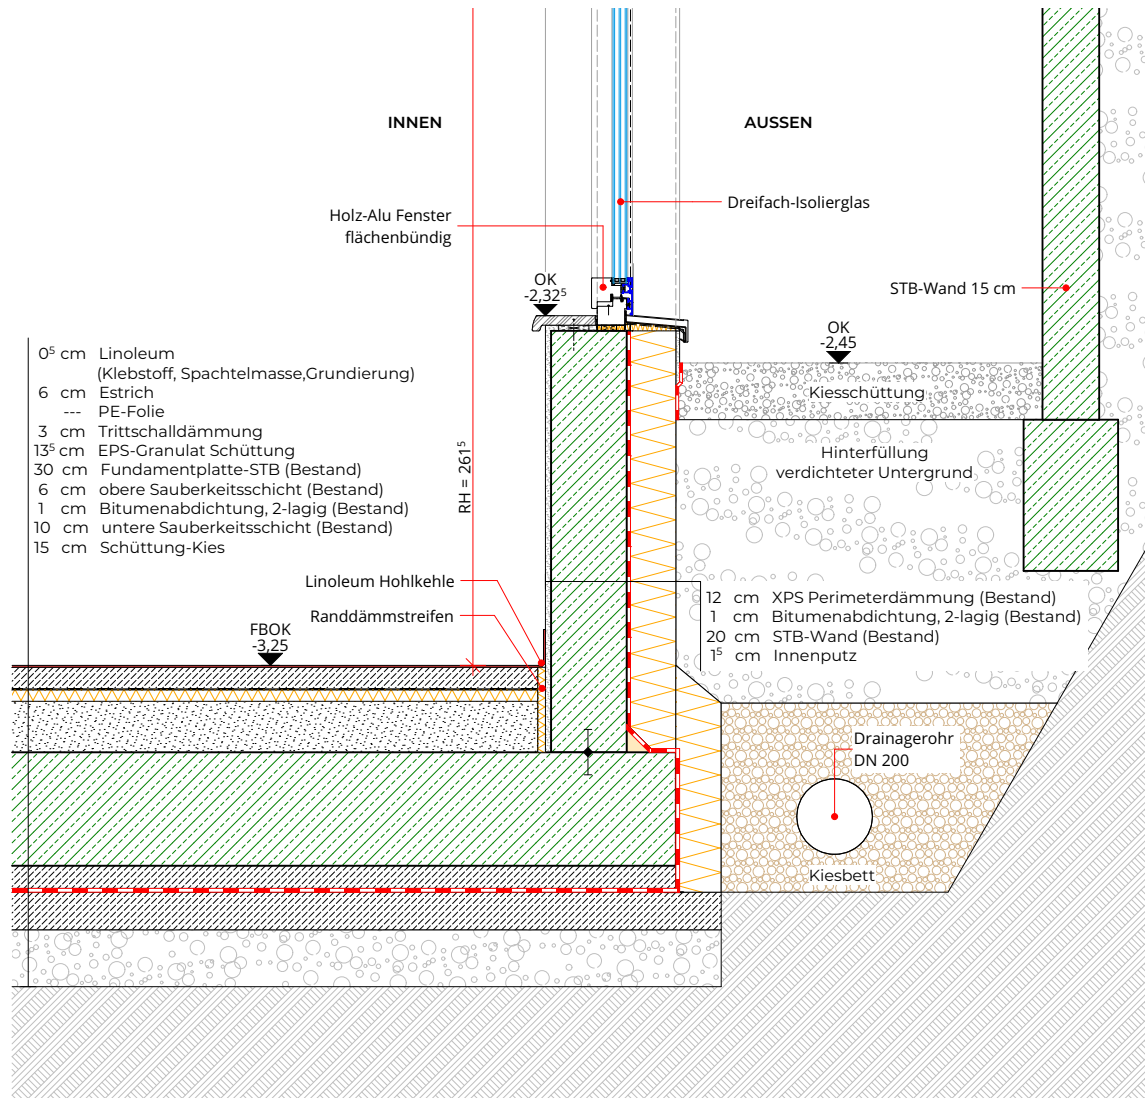 INNEN
AUSSEN
Dreifach-Isolierglas
Holz-Alu Fenster
flächenbündig
OK
-2,32⁵
STB-Wand 15 cm
OK
-2,45
Kiesschüttung
0⁵ cm Linoleum
(Klebstoff, Spachtelmasse,Grundierung)
6 cm Estrich
--- PE-Folie
3 cm Trittschalldämmung
13⁵ cm EPS-Granulat Schüttung
30 cm Fundamentplatte-STB (Bestand)
6 cm obere Sauberkeitsschicht (Bestand)
1 cm Bitumenabdichtung, 2-lagig (Bestand)
10 cm untere Sauberkeitsschicht (Bestand)
15 cm Schüttung-Kies
RH = 261⁵
Hinterfüllung
verdichteter Untergrund
Linoleum Hohlkehle
Randdämmstreifen
12 cm XPS Perimeterdämmung (Bestand)
1 cm Bitumenabdichtung, 2-lagig (Bestand)
20 cm STB-Wand (Bestand)
1⁵ cm Innenputz
FBOK
-3,25
Drainagerohr
DN 200
Kiesbett